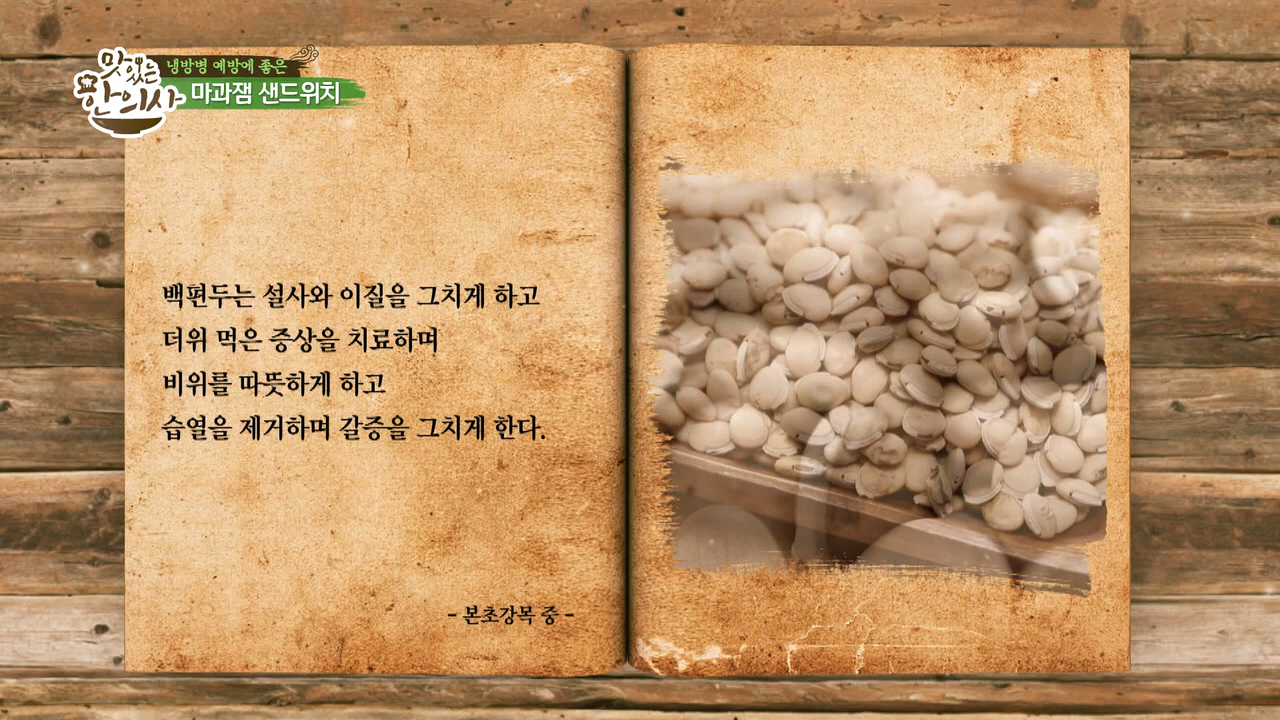 맛있는
한의사
냉방병 예방에 좋은
마과잼 샌드위치
백편두는 설사와 이질을 그치게 하고
더위 먹은 증상을 치료하며
비위를 따뜻하게 하고
습열을 제거하며 갈증을 그치게 한다.
- 본초강목 중 -